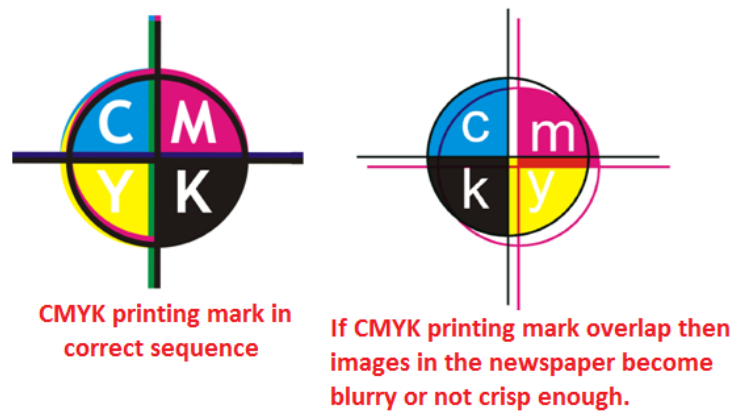 C M
Y K
CMYK printing mark in
correct sequence
c m
k y
If CMYK printing mark overlap then
images in the newspaper become
blurry or not crisp enough.